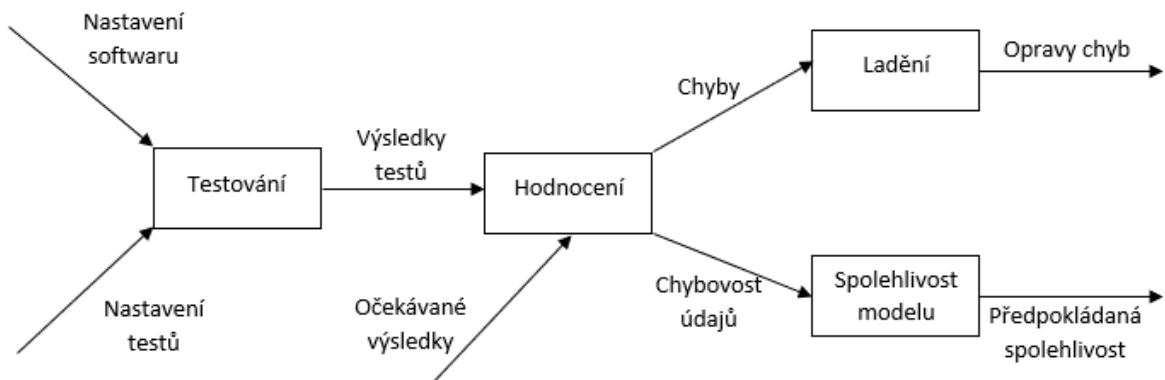 Nastavení
softwaru
Testování
Nastavení
testů
Výsledky
testů
Hodnocení
Očekávané
výsledky
Chyby
Ladění
Opravy chyb
Chybovost
údajů
Spolehlivost
modelu
Předpokládaná
spolehlivost